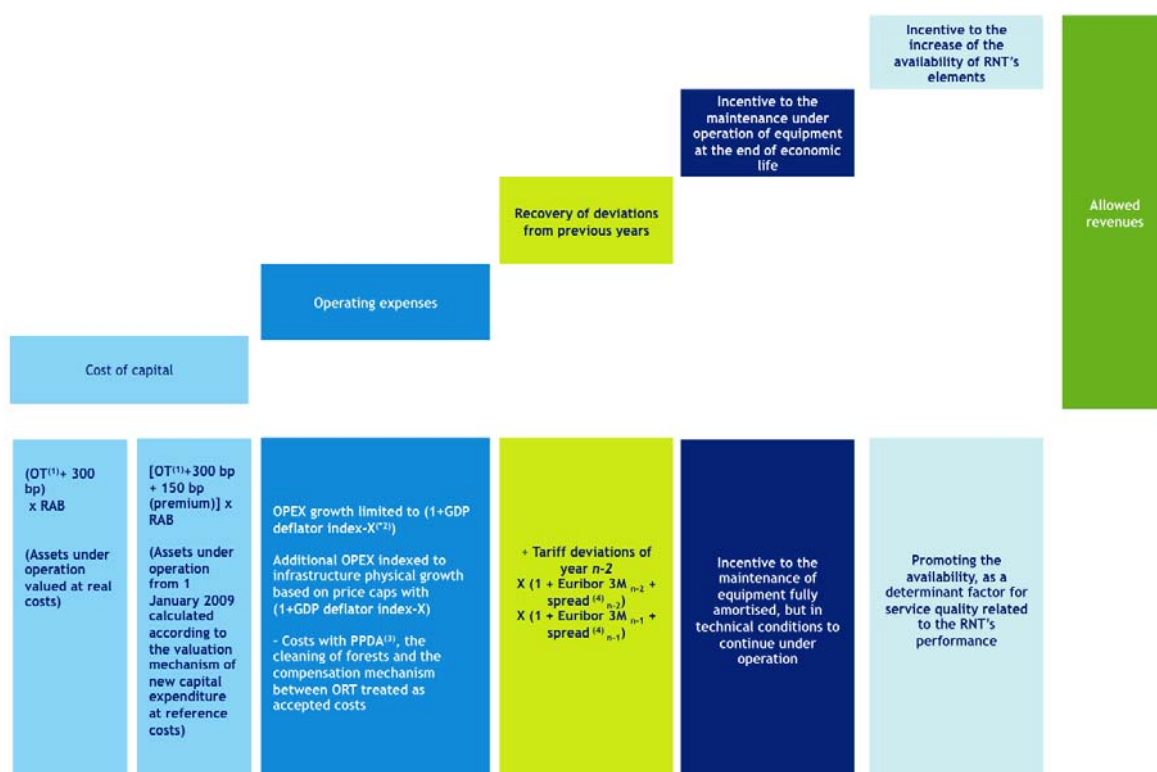 Incentive to the
increase of the
availability of RNT's
elements
Incentive to the
maintenance under
operation of equipment
at the end of economic
life
Recovery of deviations
from previous years
Allowed
revenues
Operating expenses
Cost of capital
(OT(1)+ 300
bp)
x RAB
(Assets under
operation
valued at real
costs)
[OT(1)+300 bp
+ 150 bp
(premium)] x
RAB
(Assets under
operation
from 1
January 2009
calculated
according to
the valuation
mechanism of
new capital
expenditure
at reference
costs)
OPEX growth limited to (1+GDP
deflator index-X(*2))
Additional OPEX indexed to
infrastructure physical growth
based on price caps with
(1+GDP deflator index-X)
- Costs with PPDA(3), the
cleaning of forests and the
compensation mechanism
between ORT treated as
accepted costs
+ Tariff deviations of
year n-2
X (1 + Euribor 3M n-2 +
spread (4) n-2)
X (1 + Euribor 3M n-1 +
spread (4) n-1)
Incentive to the
maintenance of
equipment fully
amortised, but in
technical conditions to
continue under
operation
Promoting the
availability, as a
determinant factor for
service quality related
to the RNT's
performance